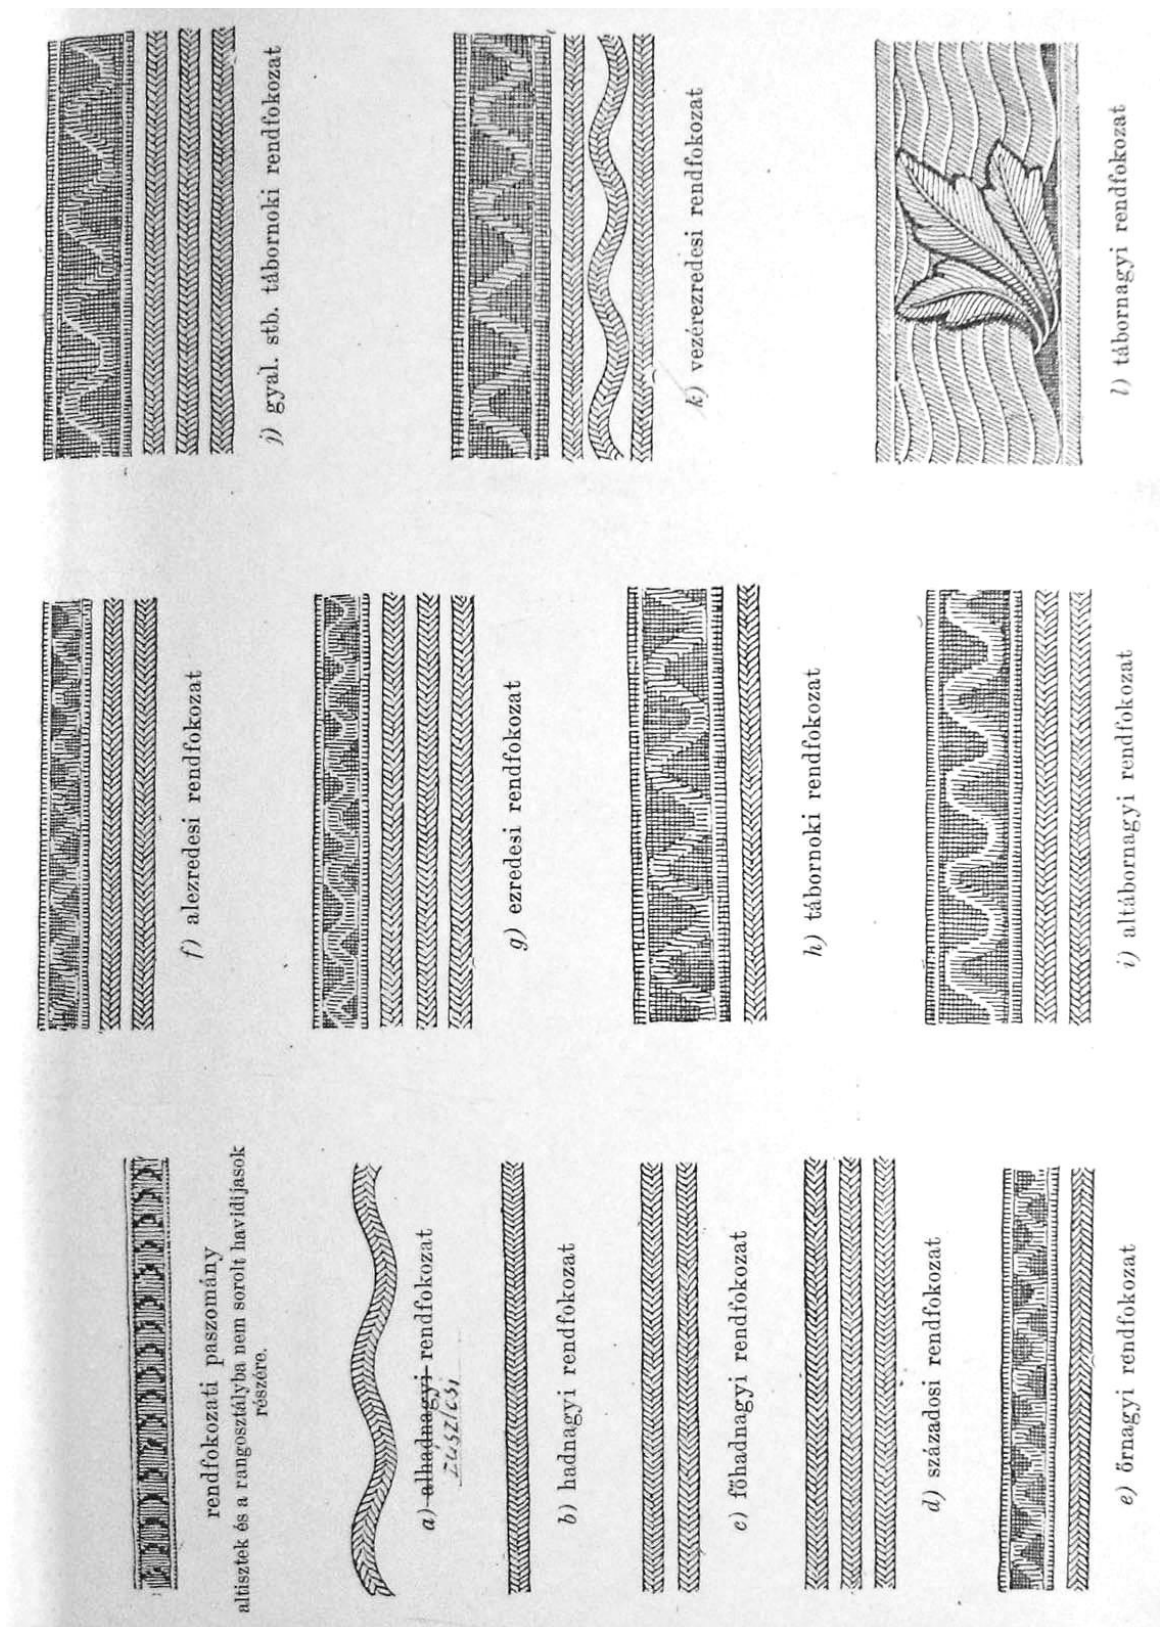 rendfokozati paszomány
altisztek és a rangosztályba nem sorolt havidíjasok
részére.
a) alhadnagyi rendfokozat
zászlósi
b) hadnagyi rendfokozat
c) főhadnagyi rendfokozat
d) századosi rendfokozat
e) őrnagyi rendfokozat
f) alezredesi rendfokozat
g) ezredesi rendfokozat
h) tábornoki rendfokozat
i) altábornagyi rendfokozat
j) gyal. stb. tábornoki rendfokozat
k) vezérezredesi rendfokozat
l) tábornagyi rendfokozat